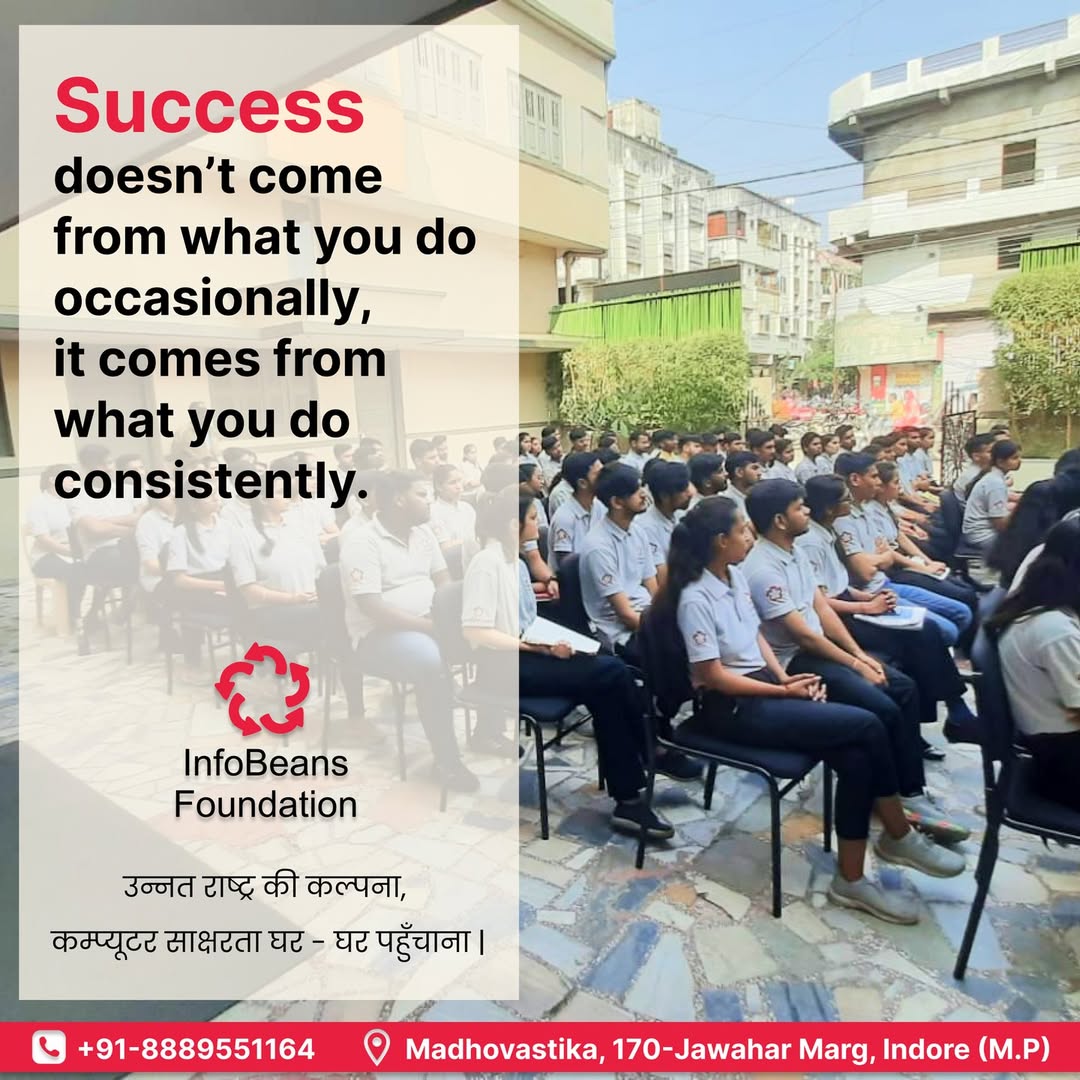 Success
doesn’t come
from what you do
occasionally,
it comes from
what you do
consistently.
InfoBeans
Foundation
उन्नत राष्ट्र की कल्पना,
कम्प्यूटर साक्षरता घर - घर पहुँचाना |
+91-8889551164
Madhovastika, 170-Jawahar Marg, Indore (M.P)